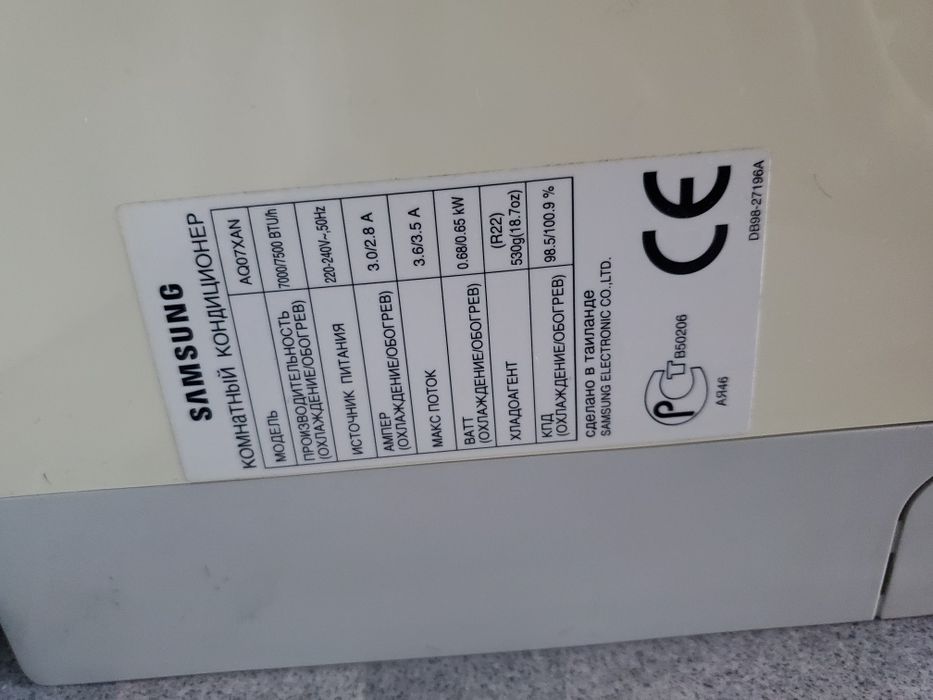 SAMSUNG
КОМНАТНЫЙ КОНДИЦИОНЕР
МОДЕЛЬ AQ07XAN
ПРОИЗВОДИТЕЛЬНОСТЬ
(ОХЛАЖДЕНИЕ/ОБОГРЕВ) 7000/7500 BTU/h
ИСТОЧНИК ПИТАНИЯ 220-240V~,50Hz
АМПЕР
(ОХЛАЖДЕНИЕ/ОБОГРЕВ) 3.0/2.8 A
МАКС ПОТОК 3.6/3.5 A
ВАТТ
(ОХЛАЖДЕНИЕ/ОБОГРЕВ) 0.68/0.65 kW
ХЛАДОАГЕНТ (R22)
530g(18.7oz)
КПД
(ОХЛАЖДЕНИЕ/ОБОГРЕВ) 98.5/100.9 %
сделано в таиланде
SAMSUNG ELECTRONIC CO.,LTD.
РСТ
В50206
АЯ46
CE
DB98-27196A